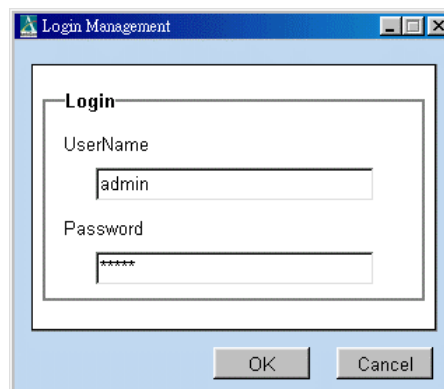 Login Management
Login
UserName
admin
Password
*****
OK
Cancel